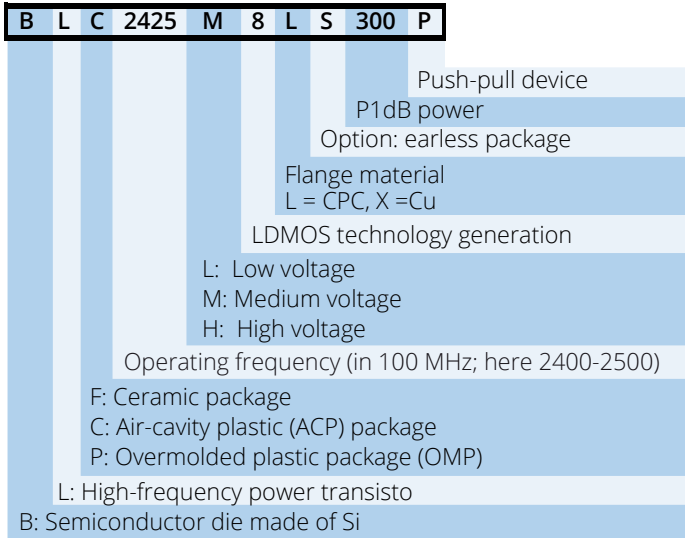 B L C 2425 M 8 L S 300 P
Push-pull device
P1dB power
Option: earless package
Flange material
L = CPC, X =Cu
LDMOS technology generation
L: Low voltage
M: Medium voltage
H: High voltage
Operating frequency (in 100 MHz; here 2400-2500)
F: Ceramic package
C: Air-cavity plastic (ACP) package
P: Overmolded plastic package (OMP)
L: High-frequency power transisto
B: Semiconductor die made of Si